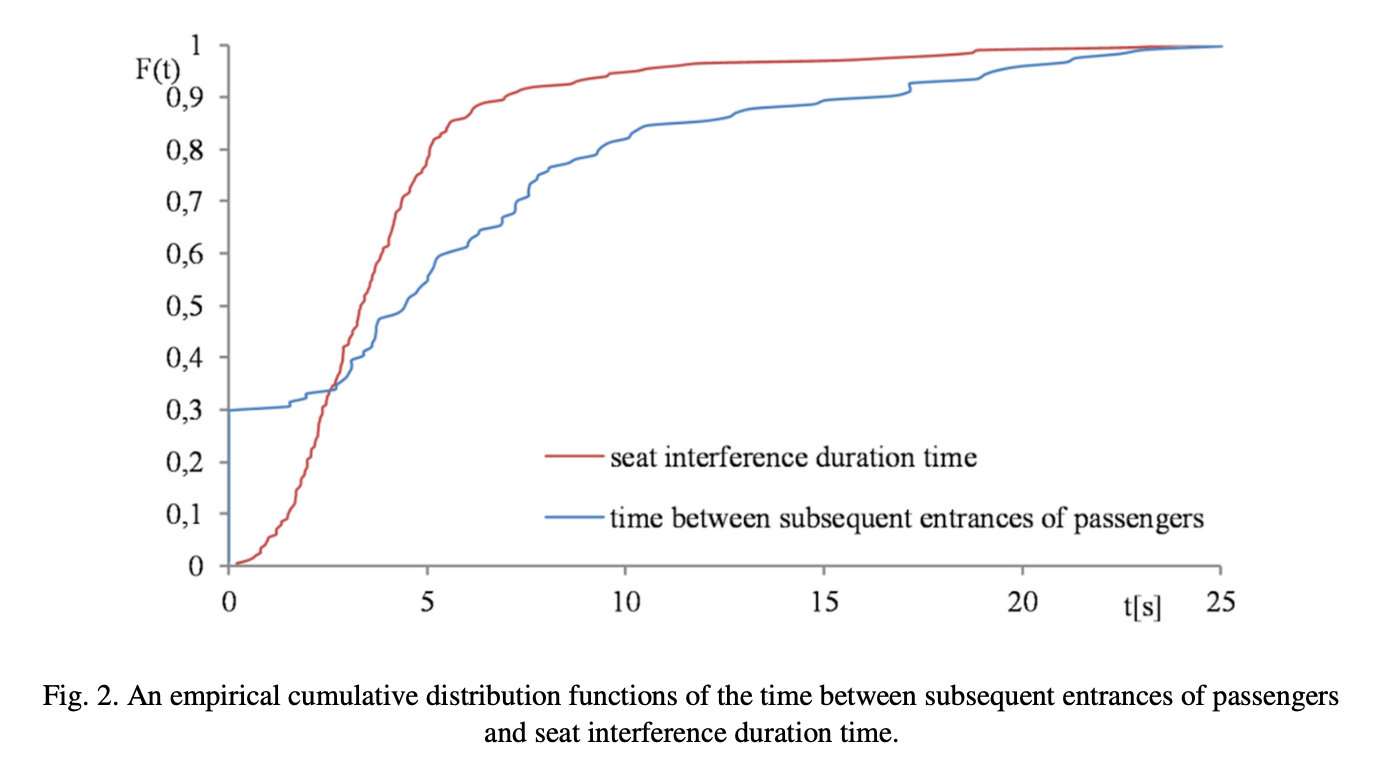 1
F(t)
0,9
0,8
0,7
0,6
0,5
0,4
0,3
0,2
0,1
0
seat interference duration time
time between subsequent entrances of passengers
0 5 10 15 20 t[s] 25
Fig. 2. An empirical cumulative distribution functions of the time between subsequent entrances of passengers
and seat interference duration time.